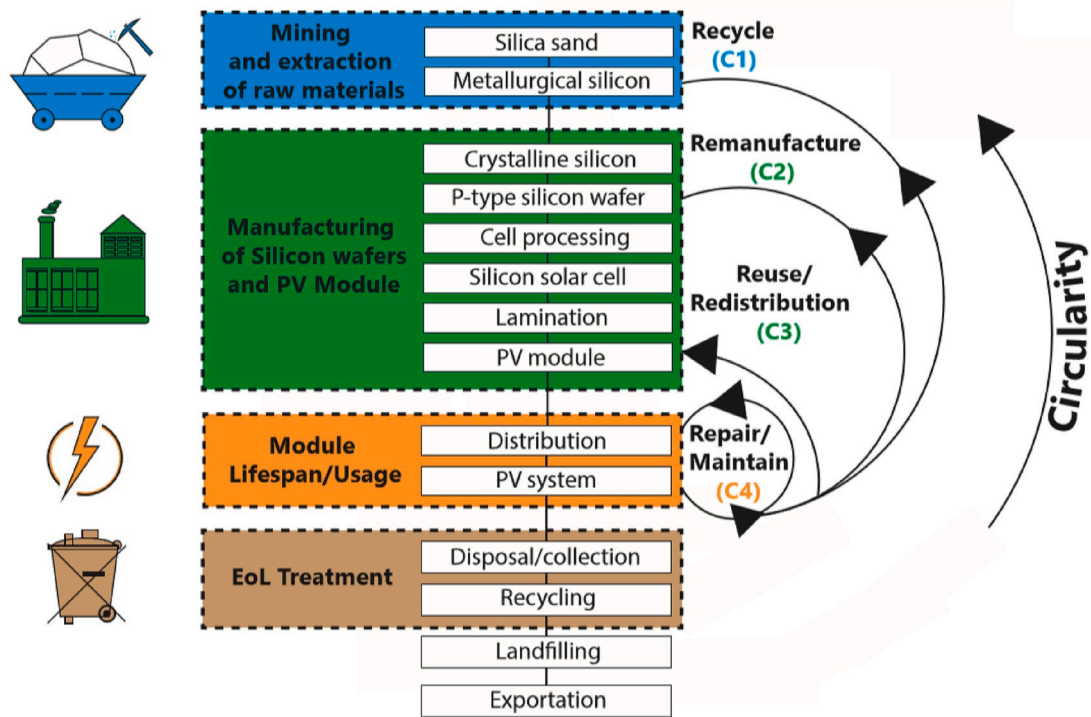 Mining
and extraction
of raw materials
Silica sand
Metallurgical silicon
Recycle
(C1)
Manufacturing
of Silicon wafers
and PV Module
Crystalline silicon
P-type silicon wafer
Cell processing
Silicon solar cell
Lamination
PV module
Remanufacture
(C2)
Reuse/
Redistribution
(C3)
Module
Lifespan/Usage
Distribution
PV system
Repair/
Maintain
(C4)
EoL Treatment
Disposal/collection
Recycling
Landfilling
Exportation
Circularity